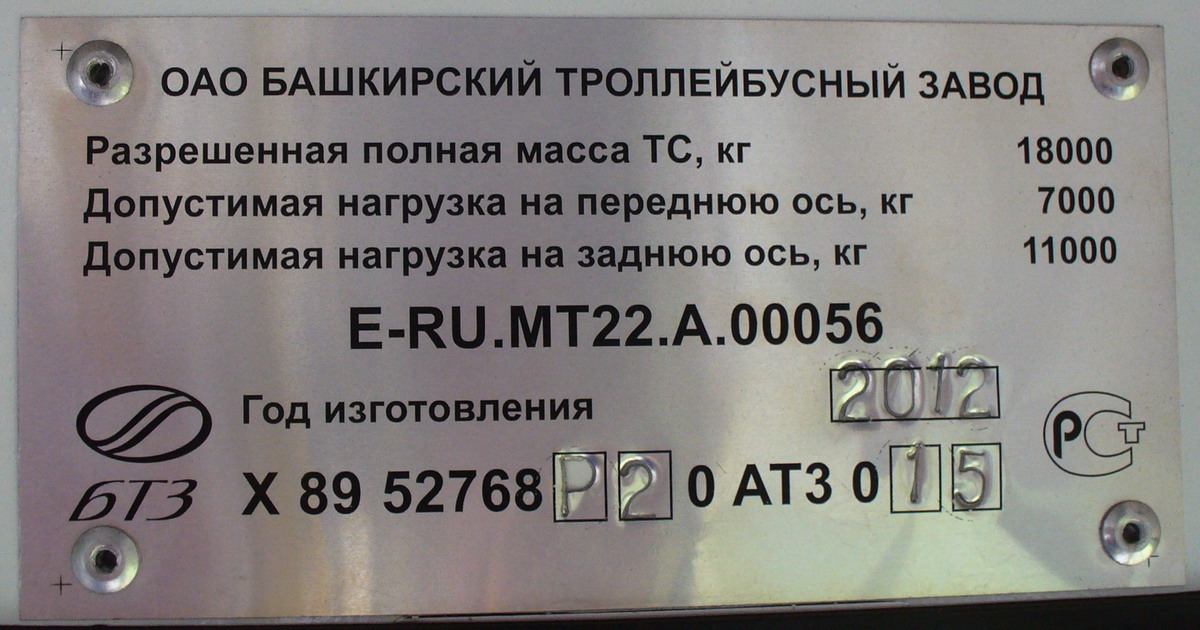 ОАО БАШКИРСКИЙ ТРОЛЛЕЙБУСНЫЙ ЗАВОД
Разрешенная полная масса ТС, кг 18000
Допустимая нагрузка на переднюю ось, кг 7000
Допустимая нагрузка на заднюю ось, кг 11000
E-RU.MT22.A.00056
Год изготовления 2012
БТЗ
X 89 52768 P 2 0 AT3 0 1 5
РСТ